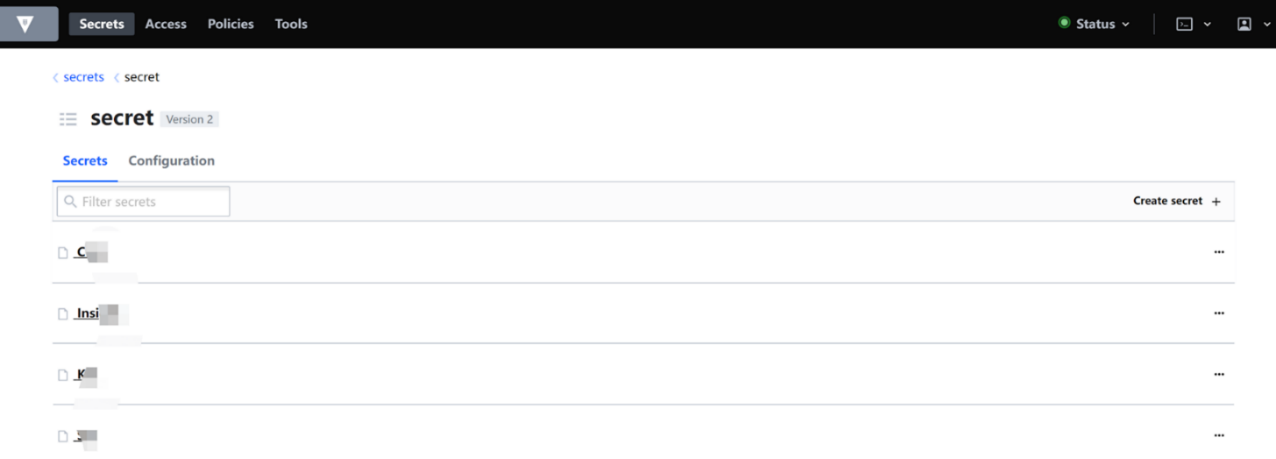 Secrets Access Policies Tools Status
secrets secret
secret Version 2
Secrets Configuration
Filter secrets Create secret +